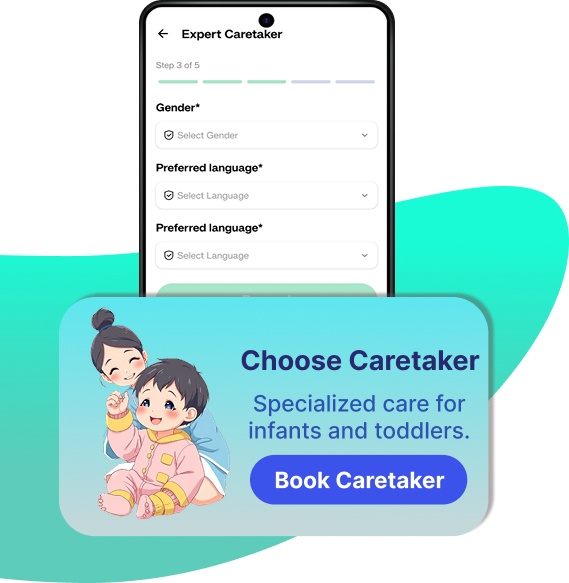 Expert Caretaker
Step 3 of 5
Gender*
Select Gender
Preferred language*
Select Language
Preferred language*
Select Language
Choose Caretaker
Specialized care for
infants and toddlers.
Book Caretaker